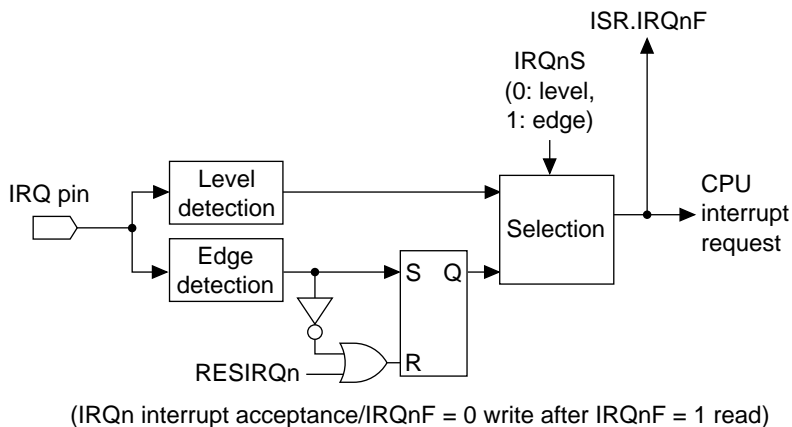 ISR.IRQnF
IRQnS
(0: level,
1: edge)
IRQ pin
Level
detection
CPU
interrupt
request
Selection
Edge
detection
S Q
R
RESIRQn
(IRQn interrupt acceptance/IRQnF = 0 write after IRQnF = 1 read)